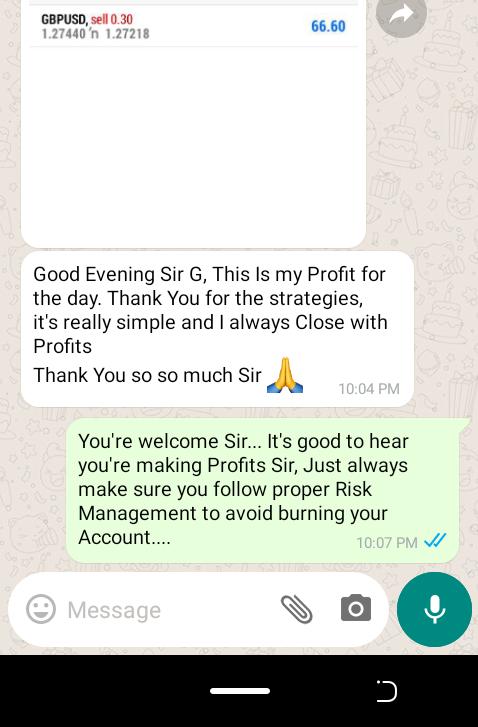 GBPUSD, sell 0.30
1.27440 'n 1.27218
66.60
Good Evening Sir G, This Is my Profit for
the day. Thank You for the strategies,
it's really simple and I always Close with
Profits
Thank You so so much Sir 🙏
10:04 PM
You're welcome Sir... It's good to hear
you're making Profits Sir, Just always
make sure you follow proper Risk
Management to avoid burning your
Account....
10:07 PM
Message